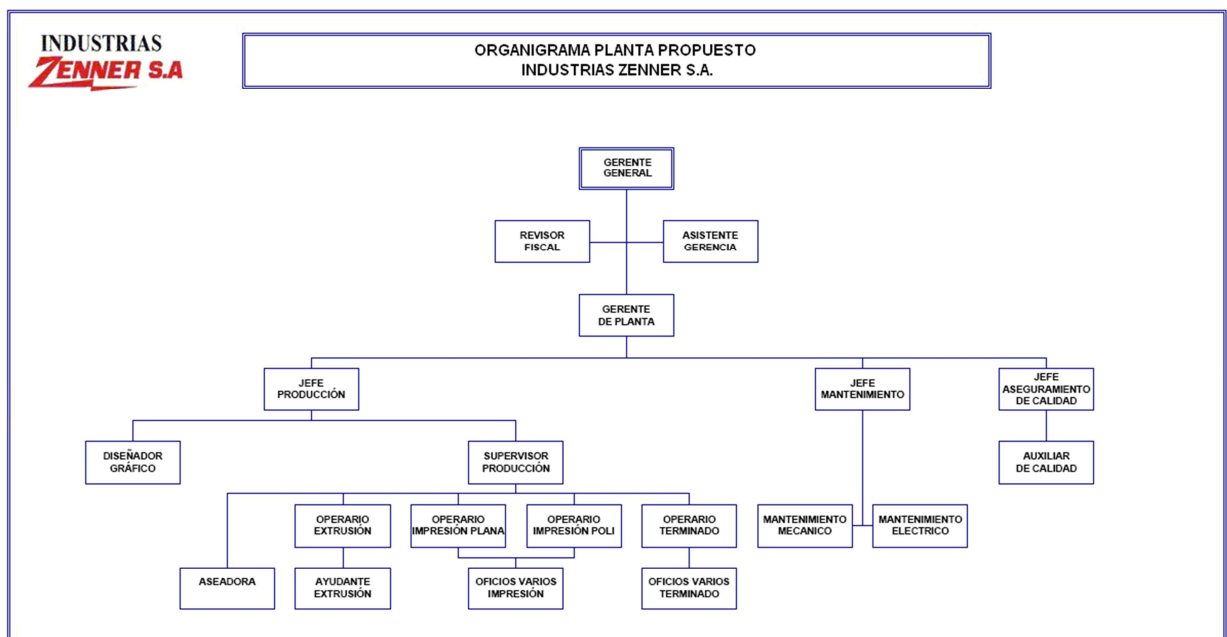 INDUSTRIAS
ZENNER S.A
ORGANIGRAMA PLANTA PROPUESTO
INDUSTRIAS ZENNER S.A.
GERENTE
GENERAL
REVISOR
FISCAL
ASISTENTE
GERENCIA
GERENTE
DE PLANTA
JEFE
PRODUCCIÓN
JEFE
MANTENIMIENTO
JEFE
ASEGURAMIENTO
DE CALIDAD
DISEÑADOR
GRÁFICO
SUPERVISOR
PRODUCCIÓN
AUXILIAR
DE CALIDAD
OPERARIO
EXTRUSIÓN
OPERARIO
IMPRESIÓN PLANA
OPERARIO
IMPRESIÓN POLI
OPERARIO
TERMINADO
MANTENIMIENTO
MECANICO
MANTENIMIENTO
ELECTRICO
ASEADORA
AYUDANTE
EXTRUSIÓN
OFICIOS VARIOS
IMPRESIÓN
OFICIOS VARIOS
TERMINADO